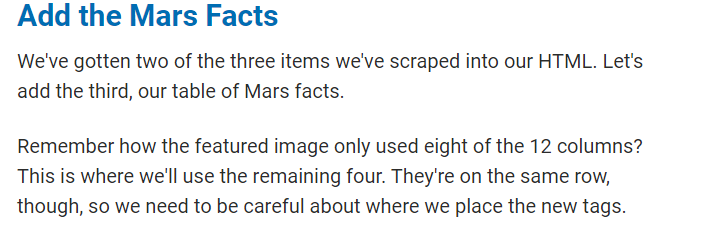 Add the Mars Facts
We've gotten two of the three items we've scraped into our HTML. Let's
add the third, our table of Mars facts.
Remember how the featured image only used eight of the 12 columns?
This is where we'll use the remaining four. They're on the same row,
though, so we need to be careful about where we place the new tags.